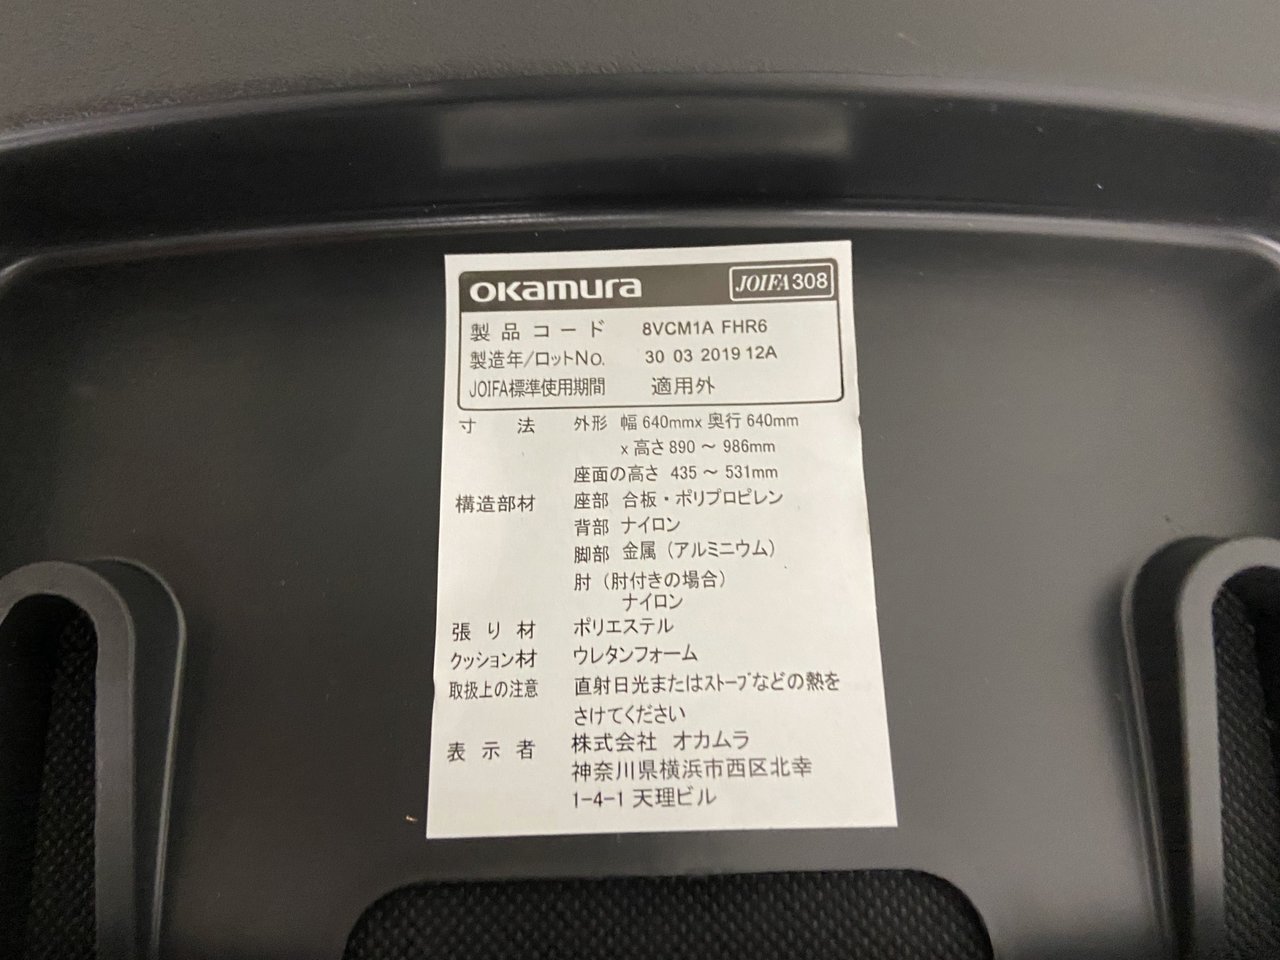 okamura JOIFA308
製品コード 8VCM1A FHR6
製造年/ロットNo. 30 03 2019 12A
JOIFA標準使用期間 適用外
寸法 外形 幅 640mmx 奥行 640mm
x 高さ 890 ～ 986mm
座面の高さ 435 ～ 531mm
構造部材 座部 合板・ポリプロピレン
背部 ナイロン
脚部 金属（アルミニウム）
肘（肘付きの場合）
ナイロン
張り材 ポリエステル
クッション材 ウレタンフォーム
取扱上の注意 直射日光またはストーブなどの熱を
さけてください
表示者 株式会社 オカムラ
神奈川県横浜市西区北幸
1-4-1 天理ビル